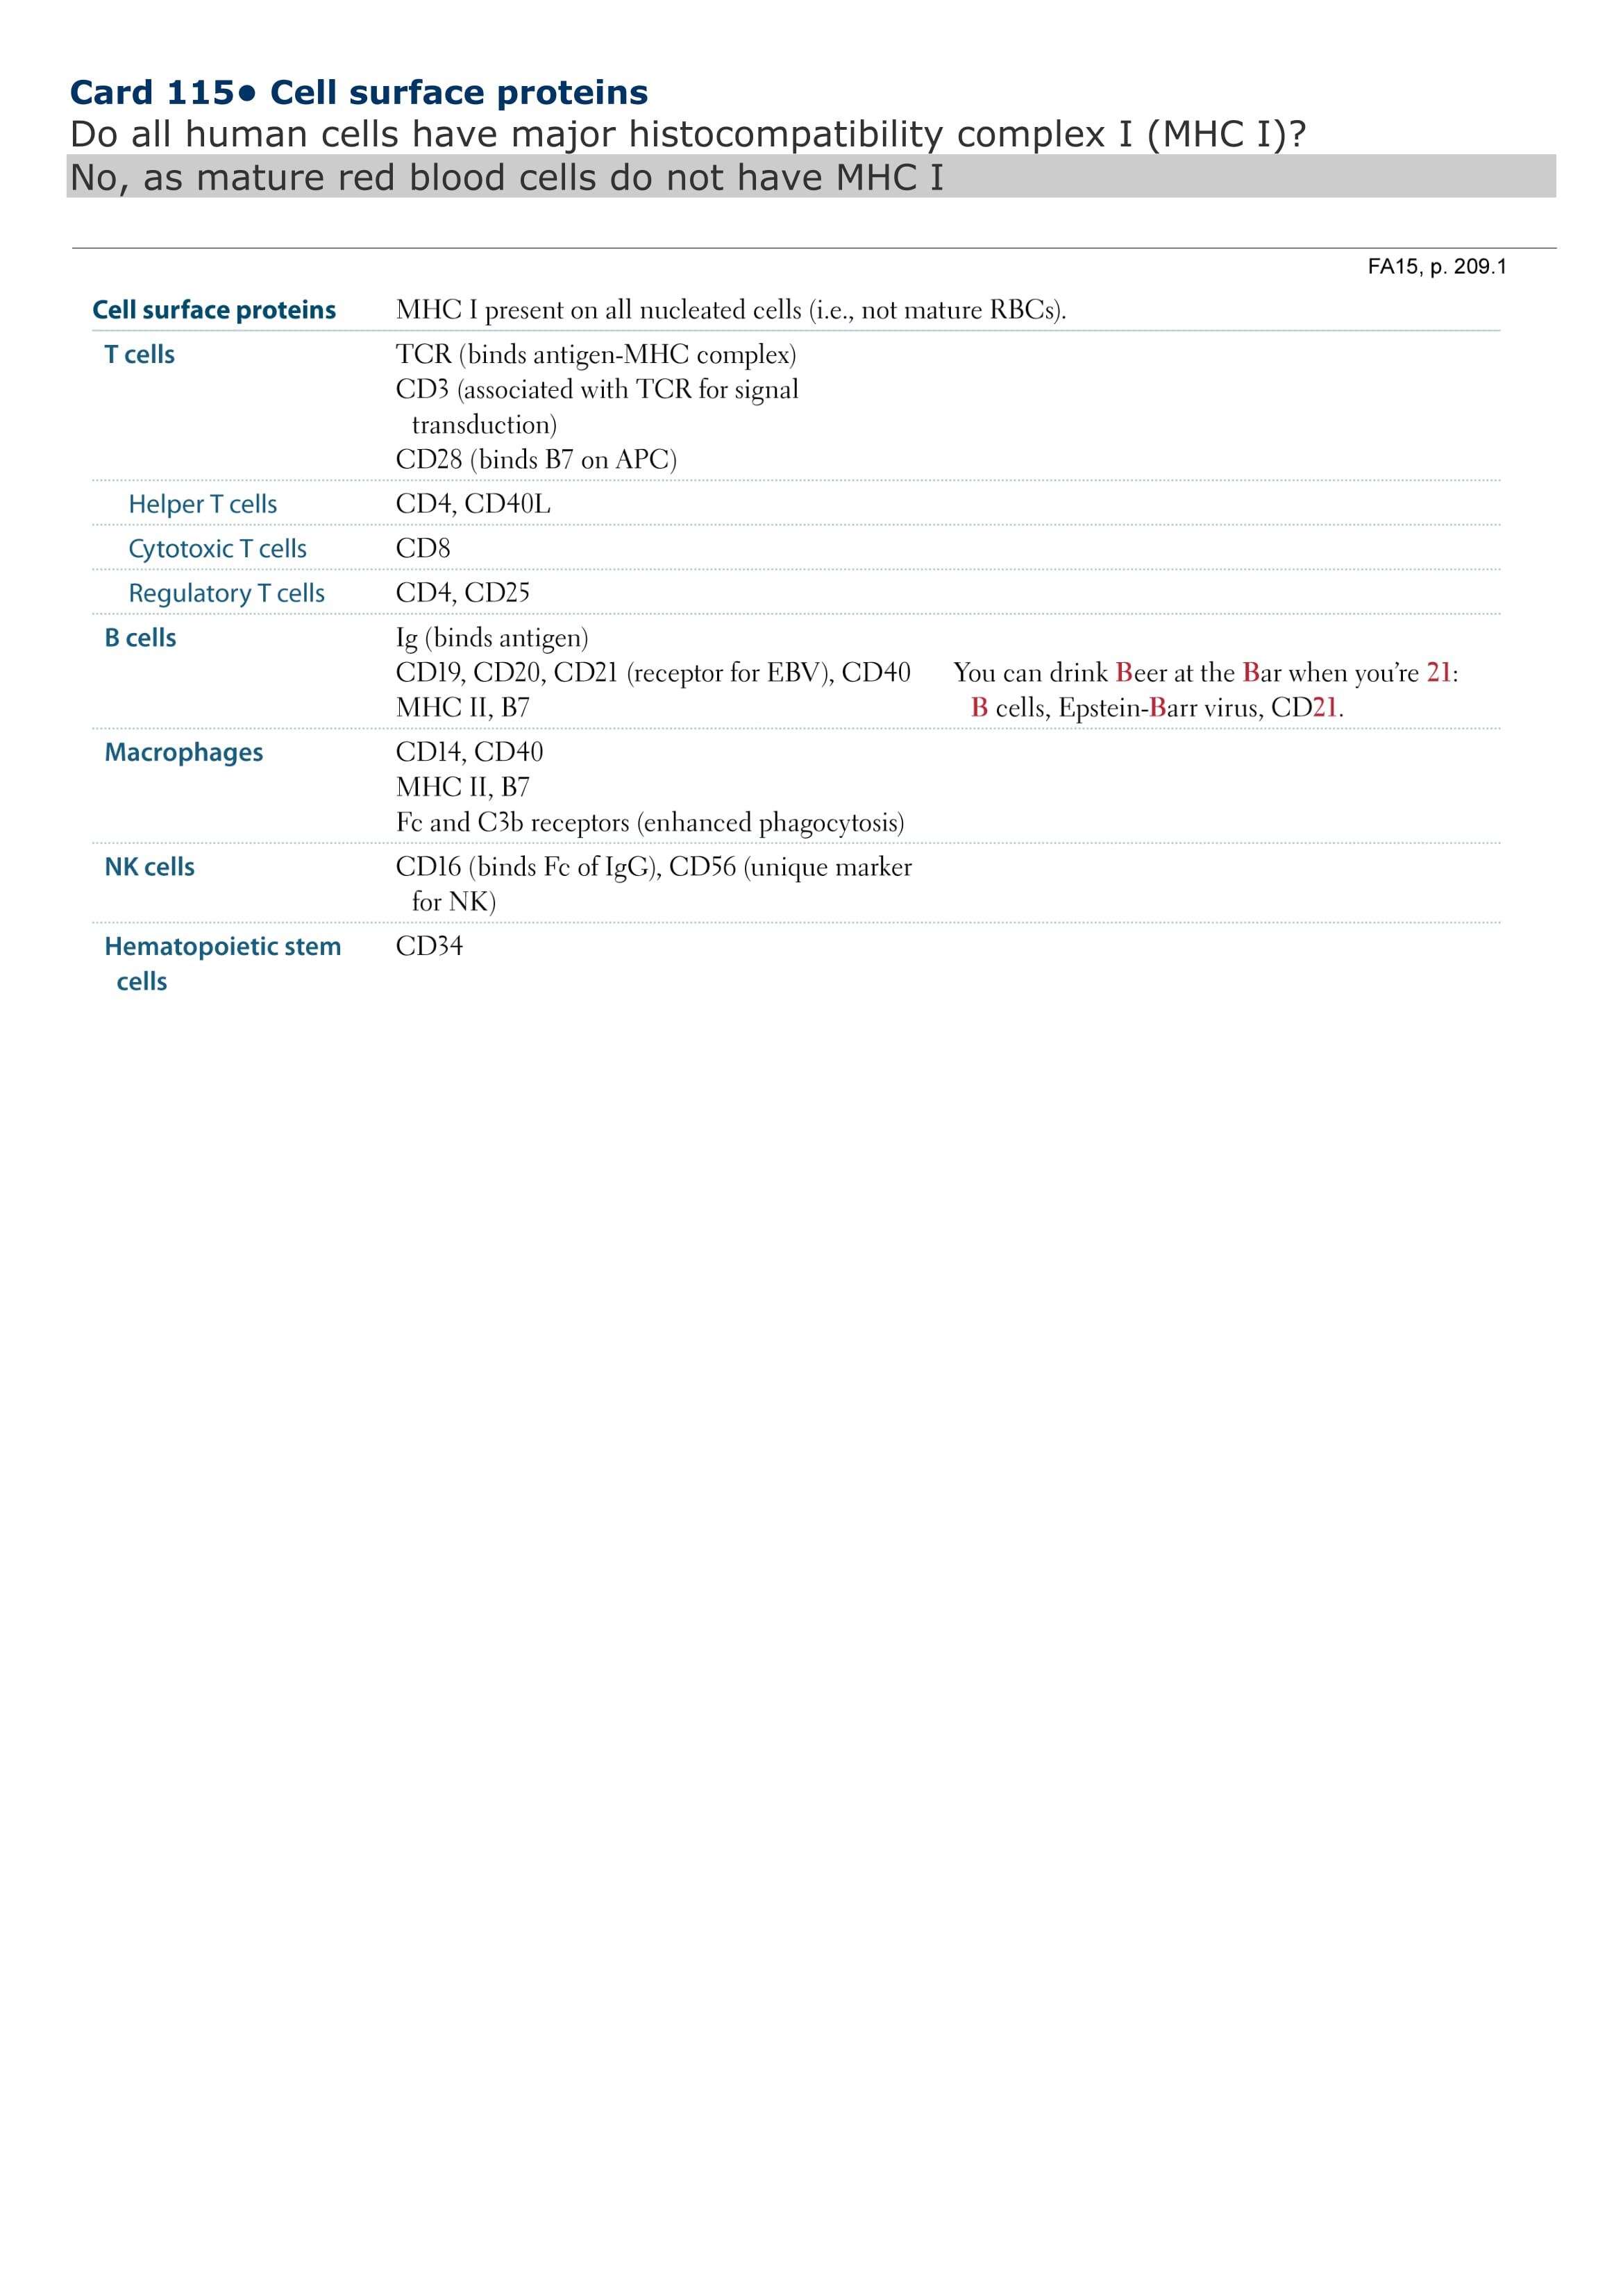 Card 115● Cell surface proteins
Do all human cells have major histocompatibility complex I (MHC I)?
No, as mature red blood cells do not have MHC I
FA15, p. 209.1
Cell surface proteins MHC I present on all nucleated cells (i.e., not mature RBCs).
T cells TCR (binds antigen-MHC complex)
CD3 (associated with TCR for signal
transduction)
CD28 (binds B7 on APC)
Helper T cells CD4, CD40L
Cytotoxic T cells CD8
Regulatory T cells CD4, CD25
B cells Ig (binds antigen)
CD19, CD20, CD21 (receptor for EBV), CD40 You can drink Beer at the Bar when you’re 21:
MHC II, B7 B cells, Epstein-Barr virus, CD21.
Macrophages CD14, CD40
MHC II, B7
Fc and C3b receptors (enhanced phagocytosis)
NK cells CD16 (binds Fc of IgG), CD56 (unique marker
for NK)
Hematopoietic stem CD34
cells